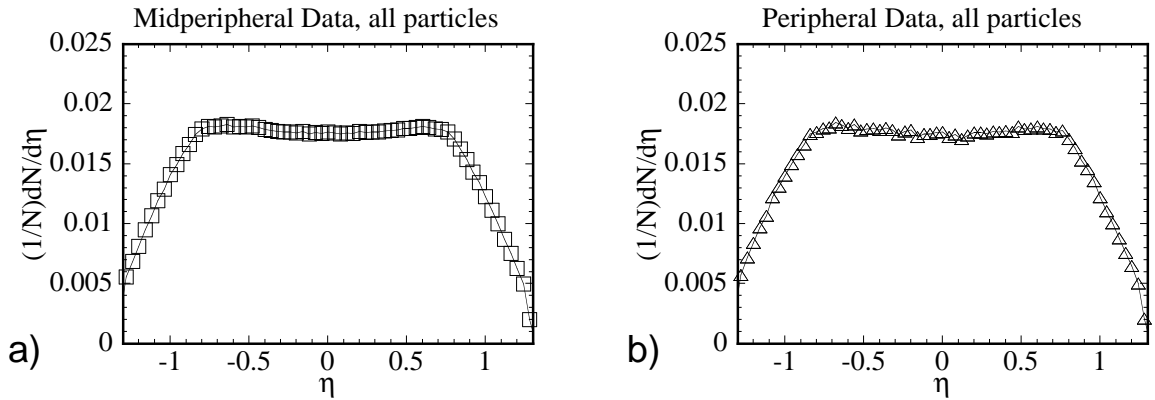 Midperipheral Data, all particles
0.025
0.02
0.015
0.01
0.005
0
(1/N)dN/dη
-1
-0.5
0
0.5
1
η
a)
Peripheral Data, all particles
0.025
0.02
0.015
0.01
0.005
0
(1/N)dN/dη
-1
-0.5
0
0.5
1
η
b)